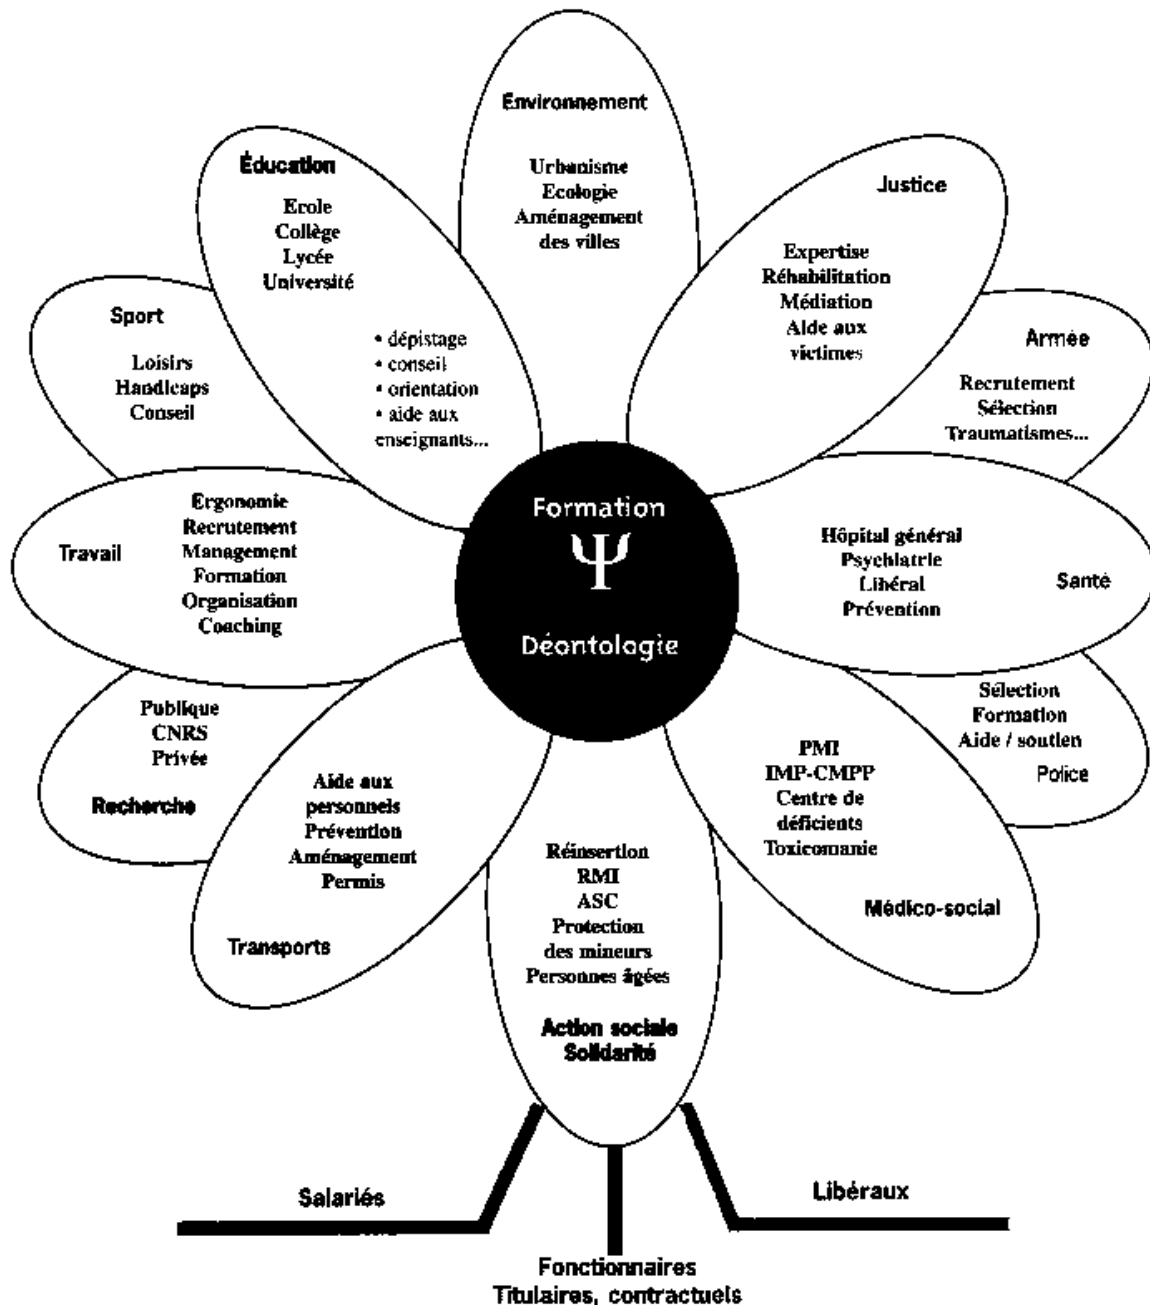 Environnement
Urbanisme
Ecologie
Aménagement
des villes
Éducation
Ecole
Collège
Lycée
Université
• dépistage
• conseil
• orientation
• aide aux
enseignants...
Justice
Expertise
Réhabilitation
Médiation
Aide aux
victimes
Sport
Loisirs
Handicaps
Conseil
Armée
Recrutement
Sélection
Traumatismes...
Travail
Ergonomie
Recrutement
Management
Formation
Organisation
Coaching
Formation
Ψ
Déontologie
Hôpital général
Psychiatrie
Libéral
Prévention
Santé
Publique
CNRS
Privée
Recherche
Aide aux
personnels
Prévention
Aménagement
Permis
Transports
Réinsertion
RMI
ASC
Protection
des mineurs
Personnes âgées
Action sociale
Solidarité
PMI
IMP-CMPP
Centre de
déficients
Toxicomanie
Médico-social
Sélection
Formation
Aide / soutien
Police
Salariés
Libéraux
Fonctionnaires
Titulaires, contractuels